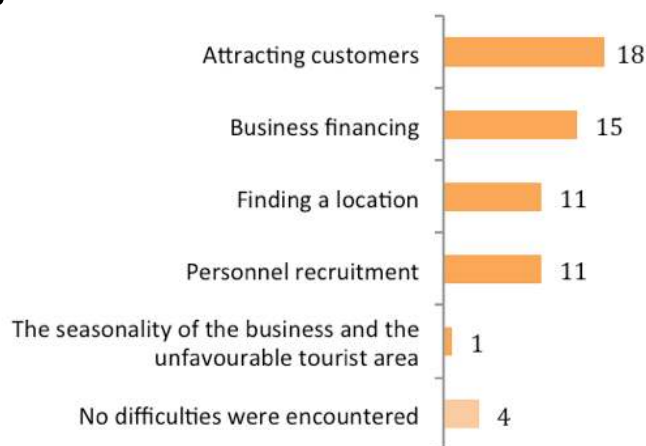 Attracting customers 18
Business financing 15
Finding a location 11
Personnel recruitment 11
The seasonality of the business and the
unfavourable tourist area 1
No difficulties were encountered 4